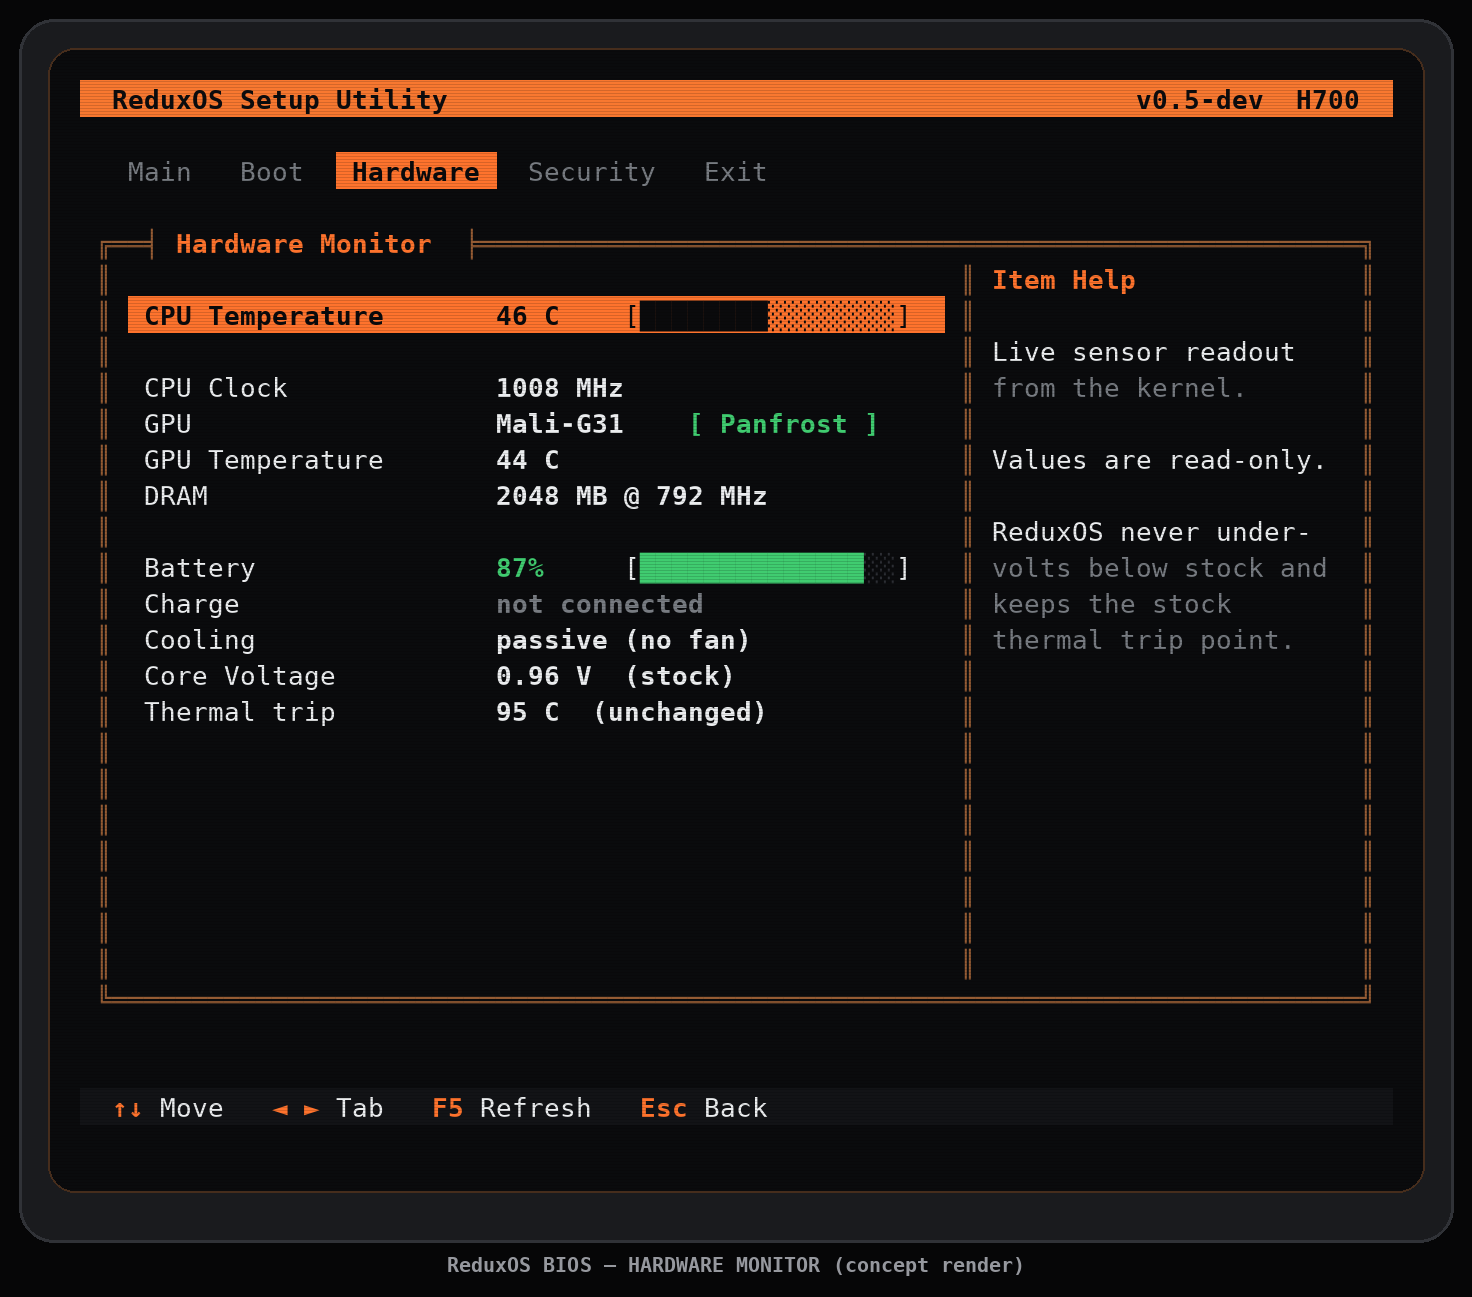 ReduxOS Setup Utility v0.5-dev H700
Main Boot Hardware Security Exit
Hardware Monitor
CPU Temperature 46 C [████████░░░░░░░░]
CPU Clock 1008 MHz
GPU Mali-G31 [ Panfrost ]
GPU Temperature 44 C
DRAM 2048 MB @ 792 MHz
Battery 87% [██████████████░░]
Charge not connected
Cooling passive (no fan)
Core Voltage 0.96 V (stock)
Thermal trip 95 C (unchanged)
Item Help
Live sensor readout
from the kernel.
Values are read-only.
ReduxOS never under-
volts below stock and
keeps the stock
thermal trip point.
↑↓ Move ◄ ► Tab F5 Refresh Esc Back
ReduxOS BIOS — HARDWARE MONITOR (concept render)